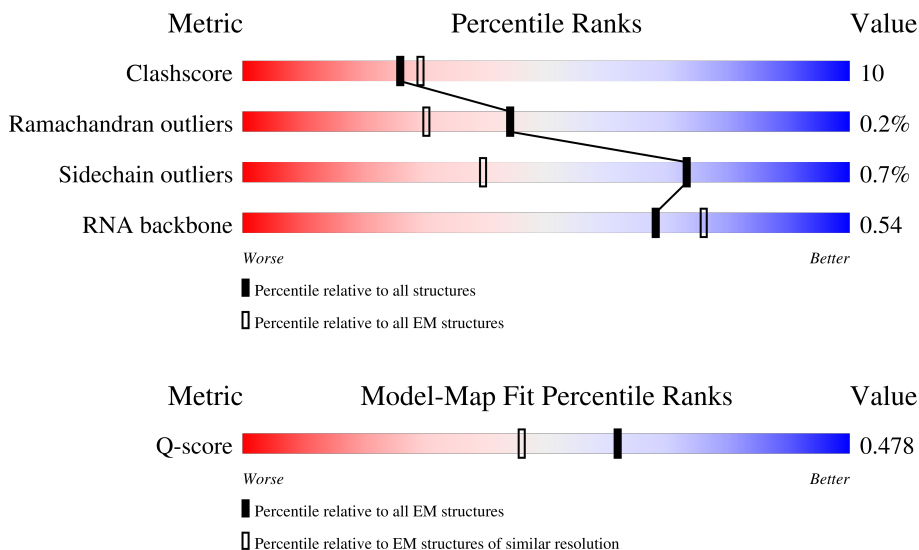 Metric Percentile Ranks Value
Clashscore 10
Ramachandran outliers 0.2%
Sidechain outliers 0.7%
RNA backbone 0.54
Worse Better
Percentile relative to all structures
Percentile relative to all EM structures
Metric Model-Map Fit Percentile Ranks Value
Q-score 0.478
Worse Better
Percentile relative to all EM structures
Percentile relative to EM structures of similar resolution